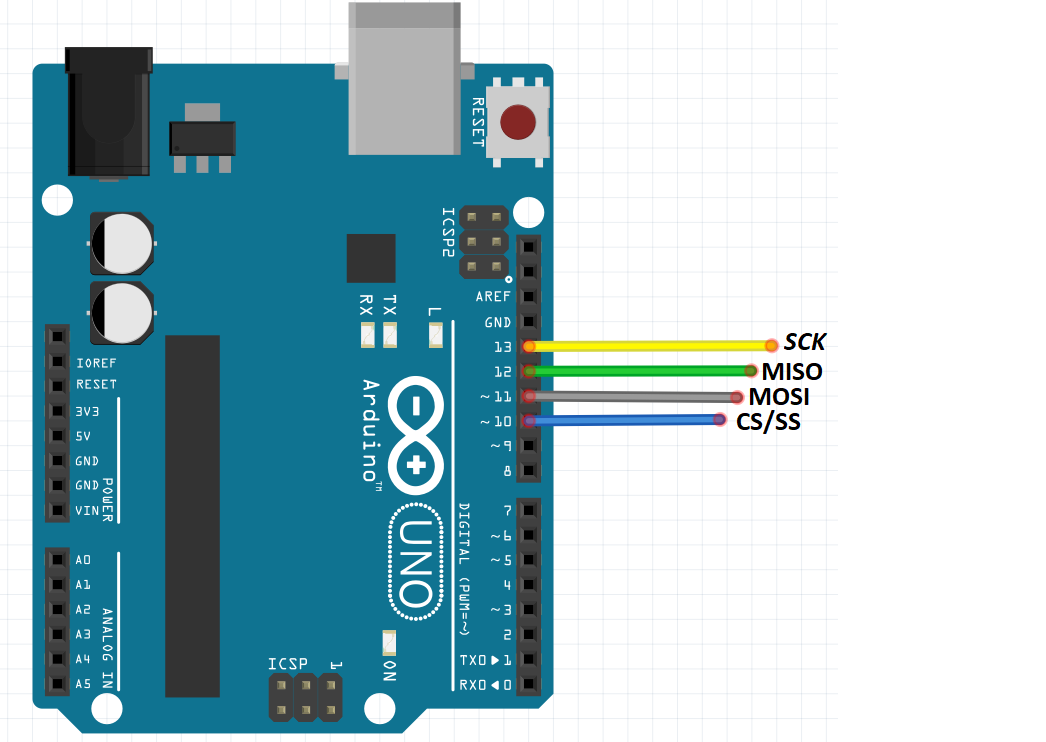 RESET
ICSP2
AREF
GND
13
12
~11
~10
~9
8
SCK
MISO
MOSI
CS/SS
RX
TX
L
IOREF
RESET
3V3
5V
GND
GND
VIN
POWER
Arduino™
UNO
DIGITAL (PWM=~)
7
~6
~5
4
~3
2
TX0▶1
RX0◀0
A0
A1
A2
A3
A4
A5
ANALOG IN
ICSP
1
ON